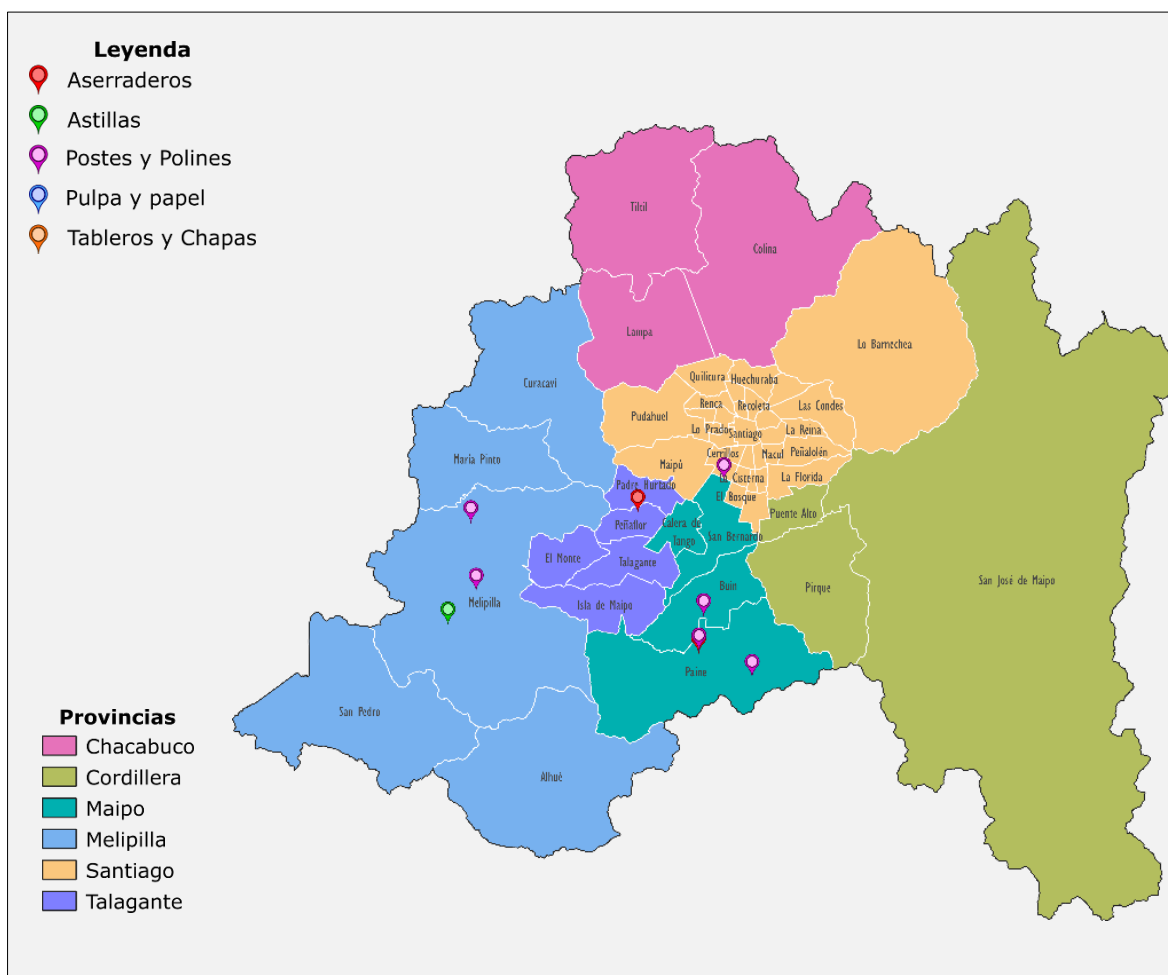 Leyenda
Aserraderos
Astillas
Postes y Polines
Pulpa y papel
Tableros y Chapas
Tiltil
Colina
Lampa
Lo Barnechea
Curacaví
Quilicura
Huechuraba
Renca
Recoleta
Las Condes
Pudahuel
Lo Prado
Santiago
La Reina
Cerrillos
Macul
Peñalolén
María Pinto
Maipú
La Cisterna
La Florida
Padre Hurtado
El Bosque
Puente Alto
Peñaflor
Calera de
Tango
San Bernardo
El Monte
Talagante
Buin
Pirque
San José de Maipo
Melipilla
Isla de Maipo
Paine
San Pedro
Alhué
Provincias
Chacabuco
Cordillera
Maipo
Melipilla
Santiago
Talagante